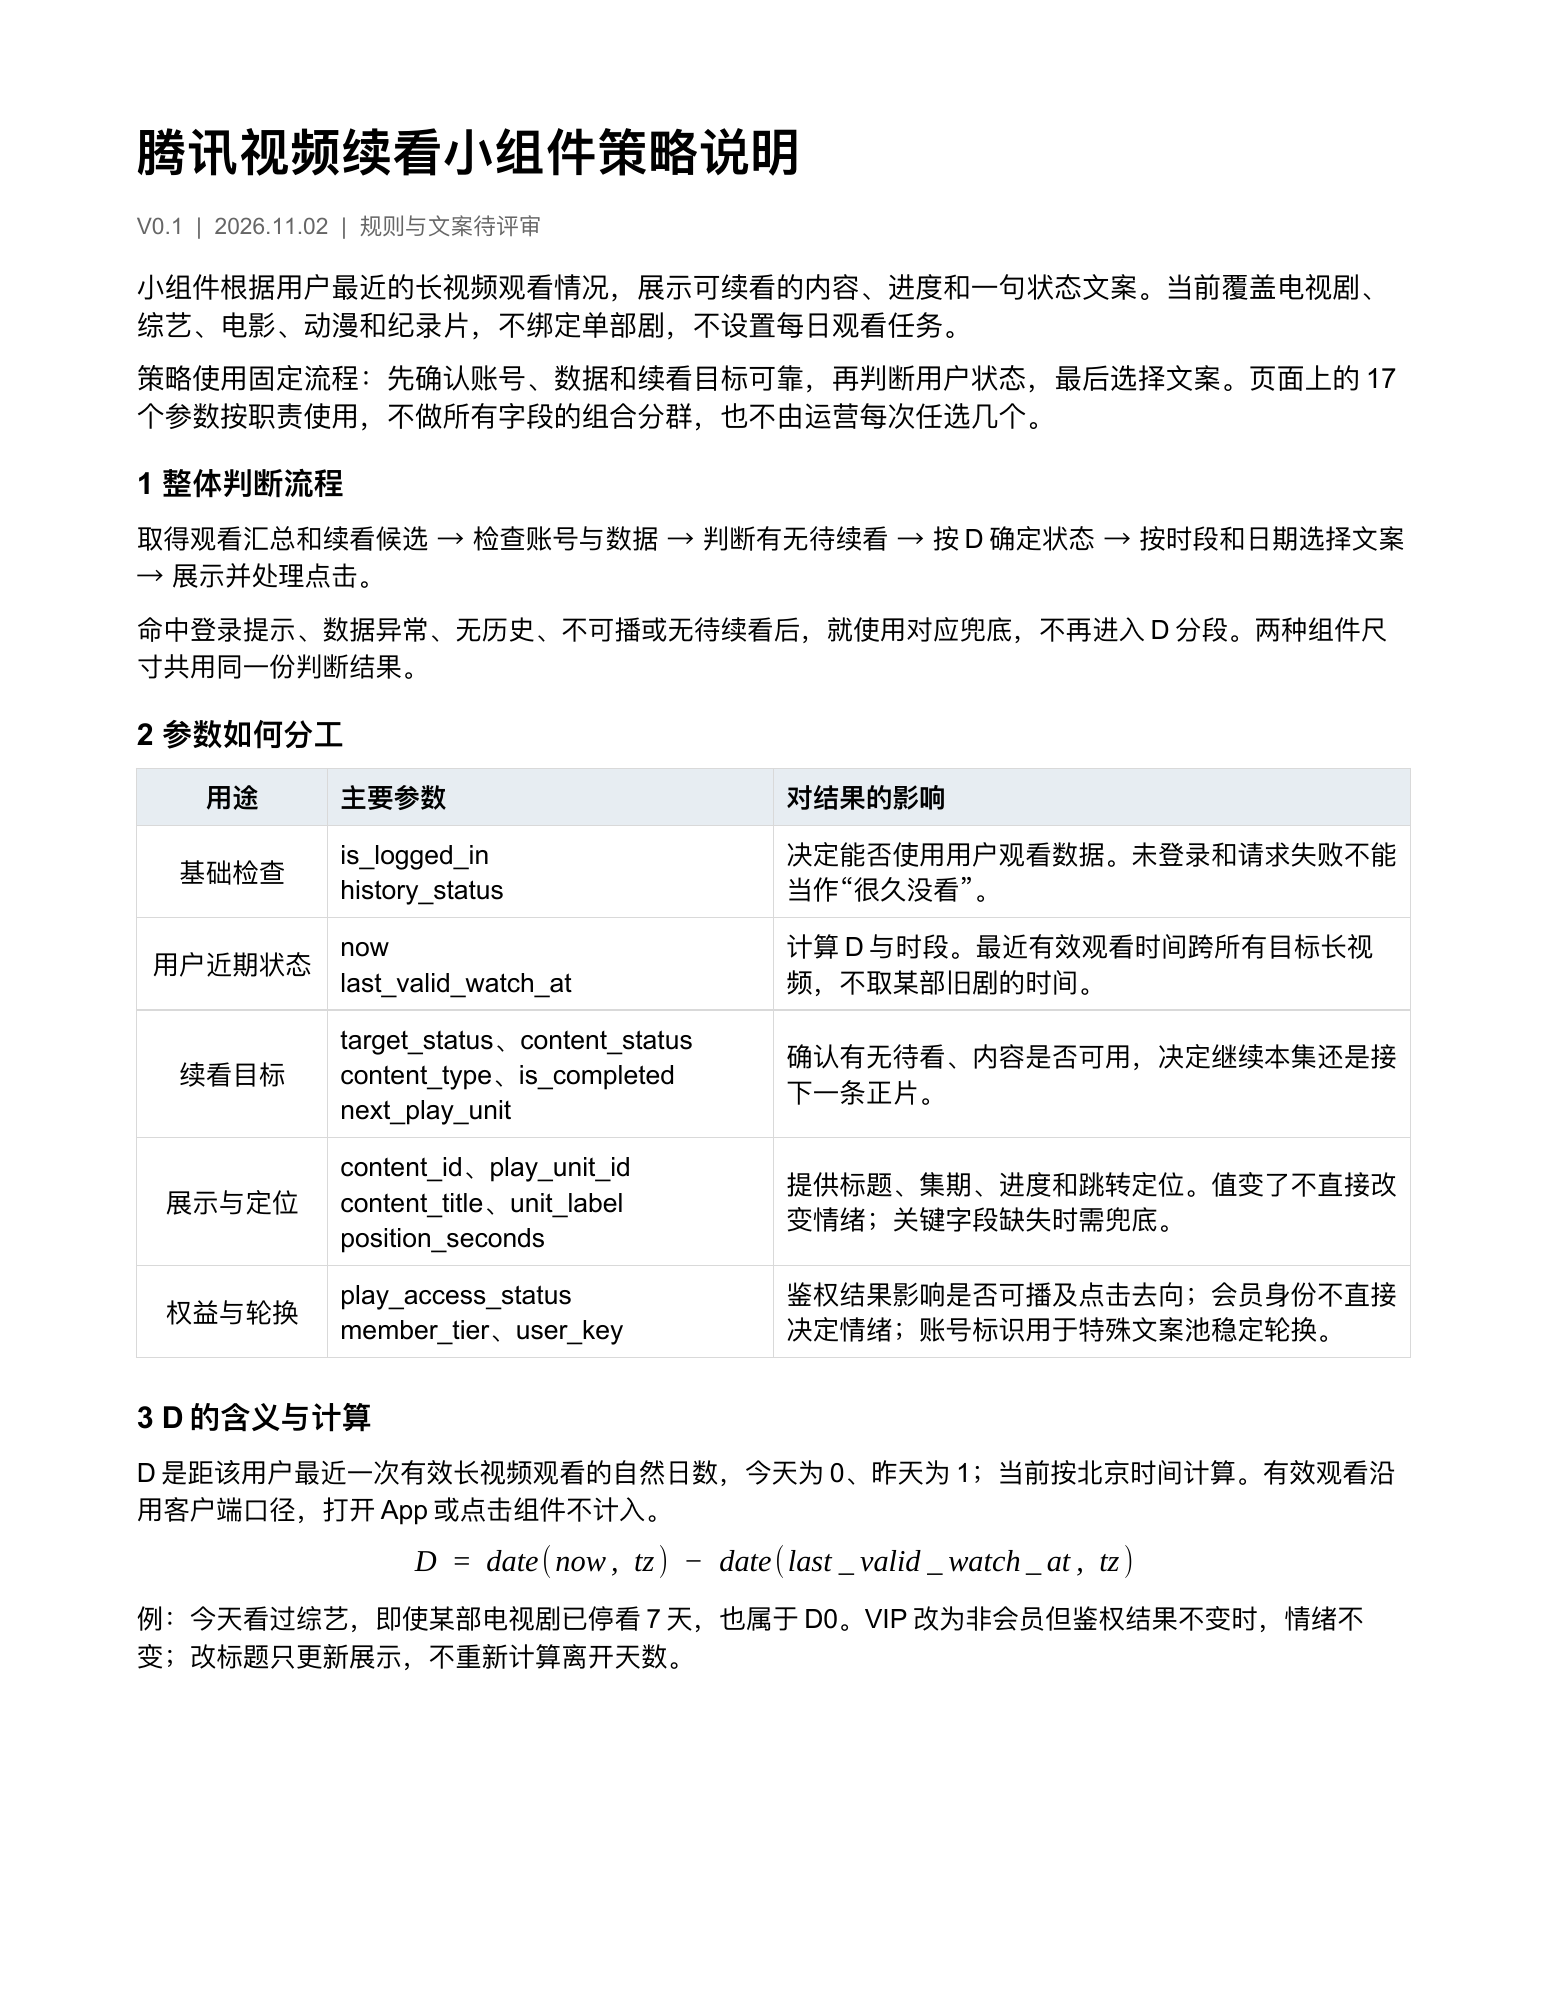 腾讯视频续看小组件策略说明
V0.1 | 2026.11.02 | 规则与文案待评审
小组件根据用户最近的长视频观看情况，展示可续看的内容、进度和一句状态文案。当前覆盖电视剧、
综艺、电影、动漫和纪录片，不绑定单部剧，不设置每日观看任务。
策略使用固定流程：先确认账号、数据和续看目标可靠，再判断用户状态，最后选择文案。页面上的 17
个参数按职责使用，不做所有字段的组合分群，也不由运营每次任选几个。
1 整体判断流程
取得观看汇总和续看候选 → 检查账号与数据 → 判断有无待续看 → 按 D 确定状态 → 按时段和日期选择文案
→ 展示并处理点击。
命中登录提示、数据异常、无历史、不可播或无待续看后，就使用对应兜底，不再进入 D 分段。两种组件尺
寸共用同一份判断结果。
2 参数如何分工
用途 主要参数 对结果的影响
基础检查
is_logged_in
history_status
决定能否使用用户观看数据。未登录和请求失败不能
当作“很久没看”。
用户近期状态
now
last_valid_watch_at
计算 D 与时段。最近有效观看时间跨所有目标长视
频，不取某部旧剧的时间。
续看目标
target_status、content_status
content_type、is_completed
next_play_unit
确认有无待看、内容是否可用，决定继续本集还是接
下一条正片。
展示与定位
content_id、play_unit_id
content_title、unit_label
position_seconds
提供标题、集期、进度和跳转定位。值变了不直接改
变情绪；关键字段缺失时需兜底。
权益与轮换
play_access_status
member_tier、user_key
鉴权结果影响是否可播及点击去向；会员身份不直接
决定情绪；账号标识用于特殊文案池稳定轮换。
3 D 的含义与计算
D 是距该用户最近一次有效长视频观看的自然日数，今天为 0、昨天为 1；当前按北京时间计算。有效观看沿
用客户端口径，打开 App 或点击组件不计入。
D = date(now, tz) − date(last_valid_watch_at, tz)
例：今天看过综艺，即使某部电视剧已停看 7 天，也属于 D0。VIP 改为非会员但鉴权结果不变时，情绪不
变；改标题只更新展示，不重新计算离开天数。